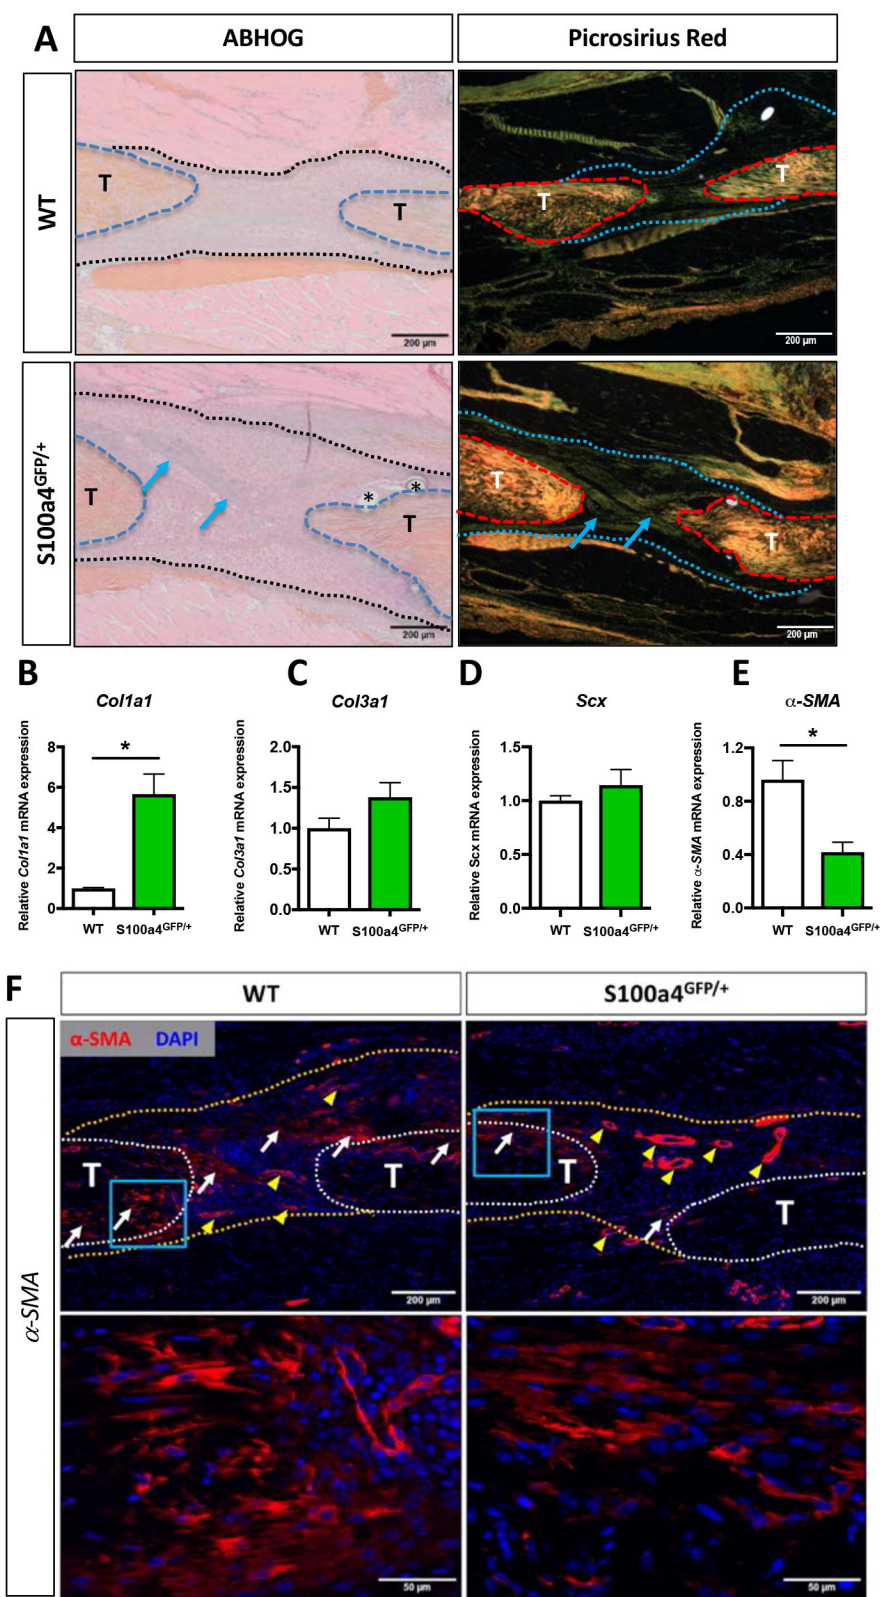 A
ABHOG
Picrosirius Red
WT
T
T
200 µm
T
T
200 µm
S100a4GFP/+
T
*
*
T
200 µm
T
T
200 µm
B
C
D
E
Col1a1
Relative Col1a1 mRNA expression
8
6
4
2
0
*
WT
S100a4GFP/+
Col3a1
Relative Col3a1 mRNA expression
2.0
1.5
1.0
0.5
0.0
WT
S100a4GFP/+
Scx
Relative Scx mRNA expression
1.5
1.0
0.5
0.0
WT
S100a4GFP/+
α-SMA
Relative α-SMA mRNA expression
1.2
0.8
0.4
0.0
*
WT
S100a4GFP/+
F
WT
S100a4GFP/+
α-SMA
α-SMA DAPI
T
T
200 µm
T
T
200 µm
50 µm
50 µm